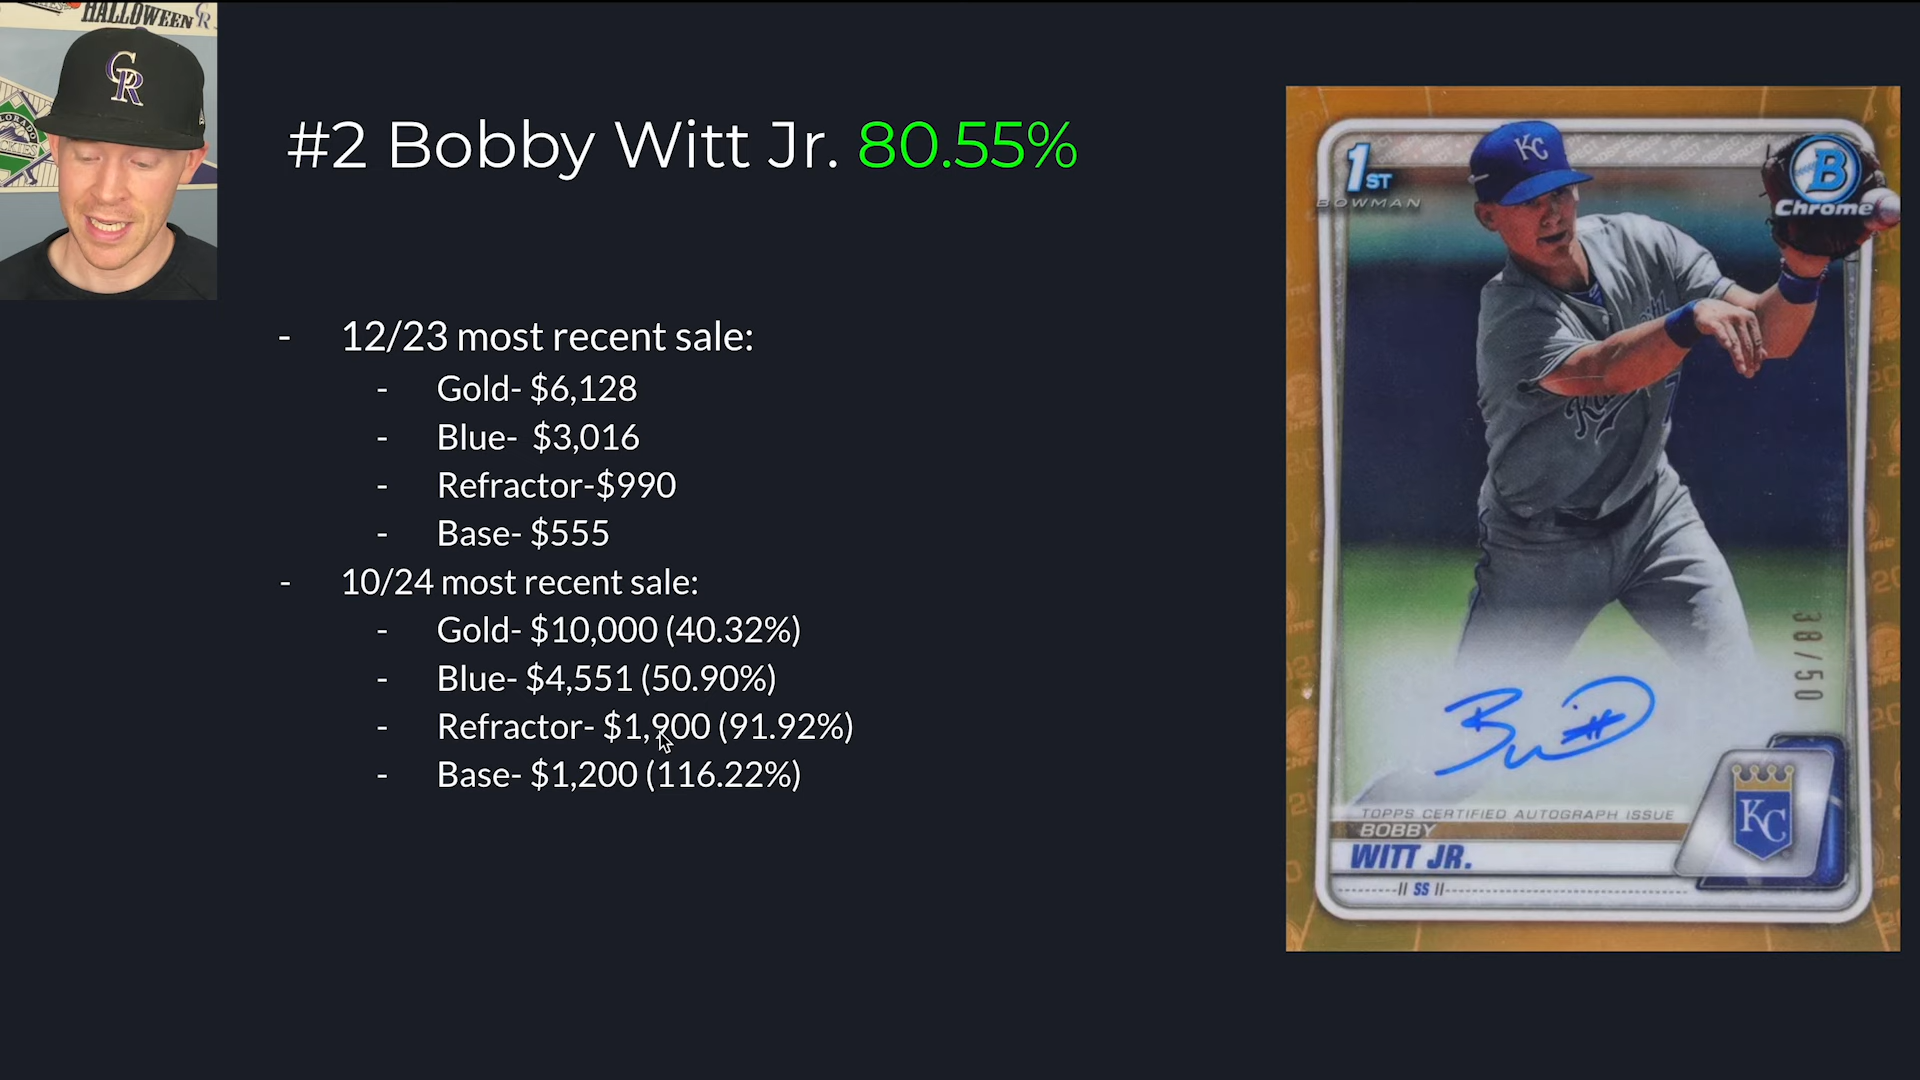 HALLOWEEN
CR
CR
#2 Bobby Witt Jr. 80.55%
- 12/23 most recent sale:
- Gold- $6,128
- Blue- $3,016
- Refractor-$990
- Base- $555
- 10/24 most recent sale:
- Gold- $10,000 (40.32%)
- Blue- $4,551 (50.90%)
- Refractor- $1,900 (91.92%)
- Base- $1,200 (116.22%)
1ST
BOWMAN
B
Chrome
KC
38/50
TOPPS CERTIFIED AUTOGRAPH ISSUE
BOBBY
WITT JR.
SS
KC